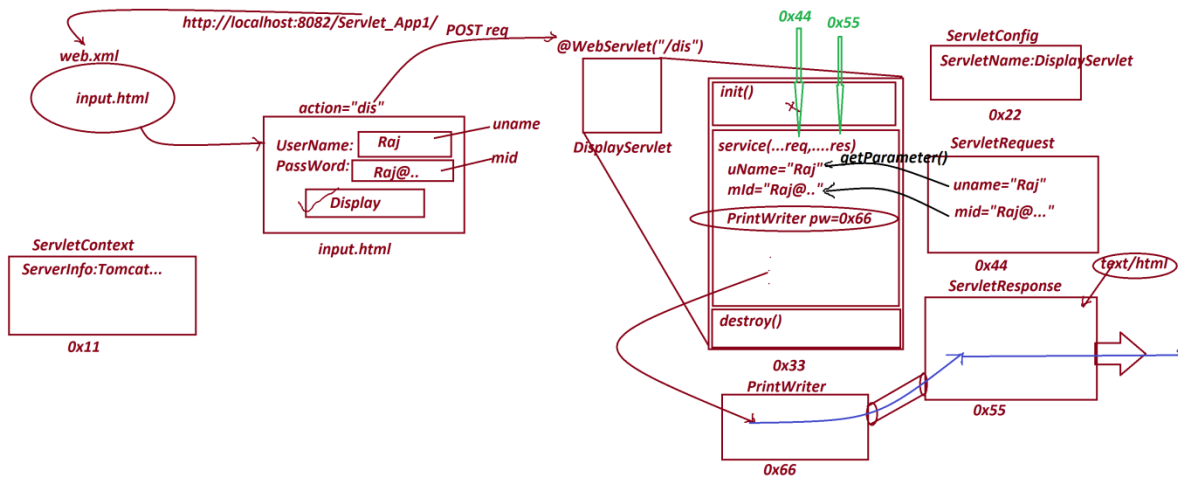 http://localhost:8082/Servlet_App1/
web.xml
input.html
POST req
action="dis"
UserName:
Raj
uname
PassWord:
Raj@..
mid
Display
input.html
ServletContext
ServerInfo:Tomcat...
0x11
@WebServlet("/dis")
DisplayServlet
0x44
0x55
init()
service(...req,....res)
uName="Raj"
getParameter()
mId="Raj@.."
PrintWriter pw=0x66
destroy()
0x33
ServletConfig
ServletName:DisplayServlet
0x22
ServletRequest
uname="Raj"
mid="Raj@..."
0x44
text/html
ServletResponse
0x55
PrintWriter
0x66